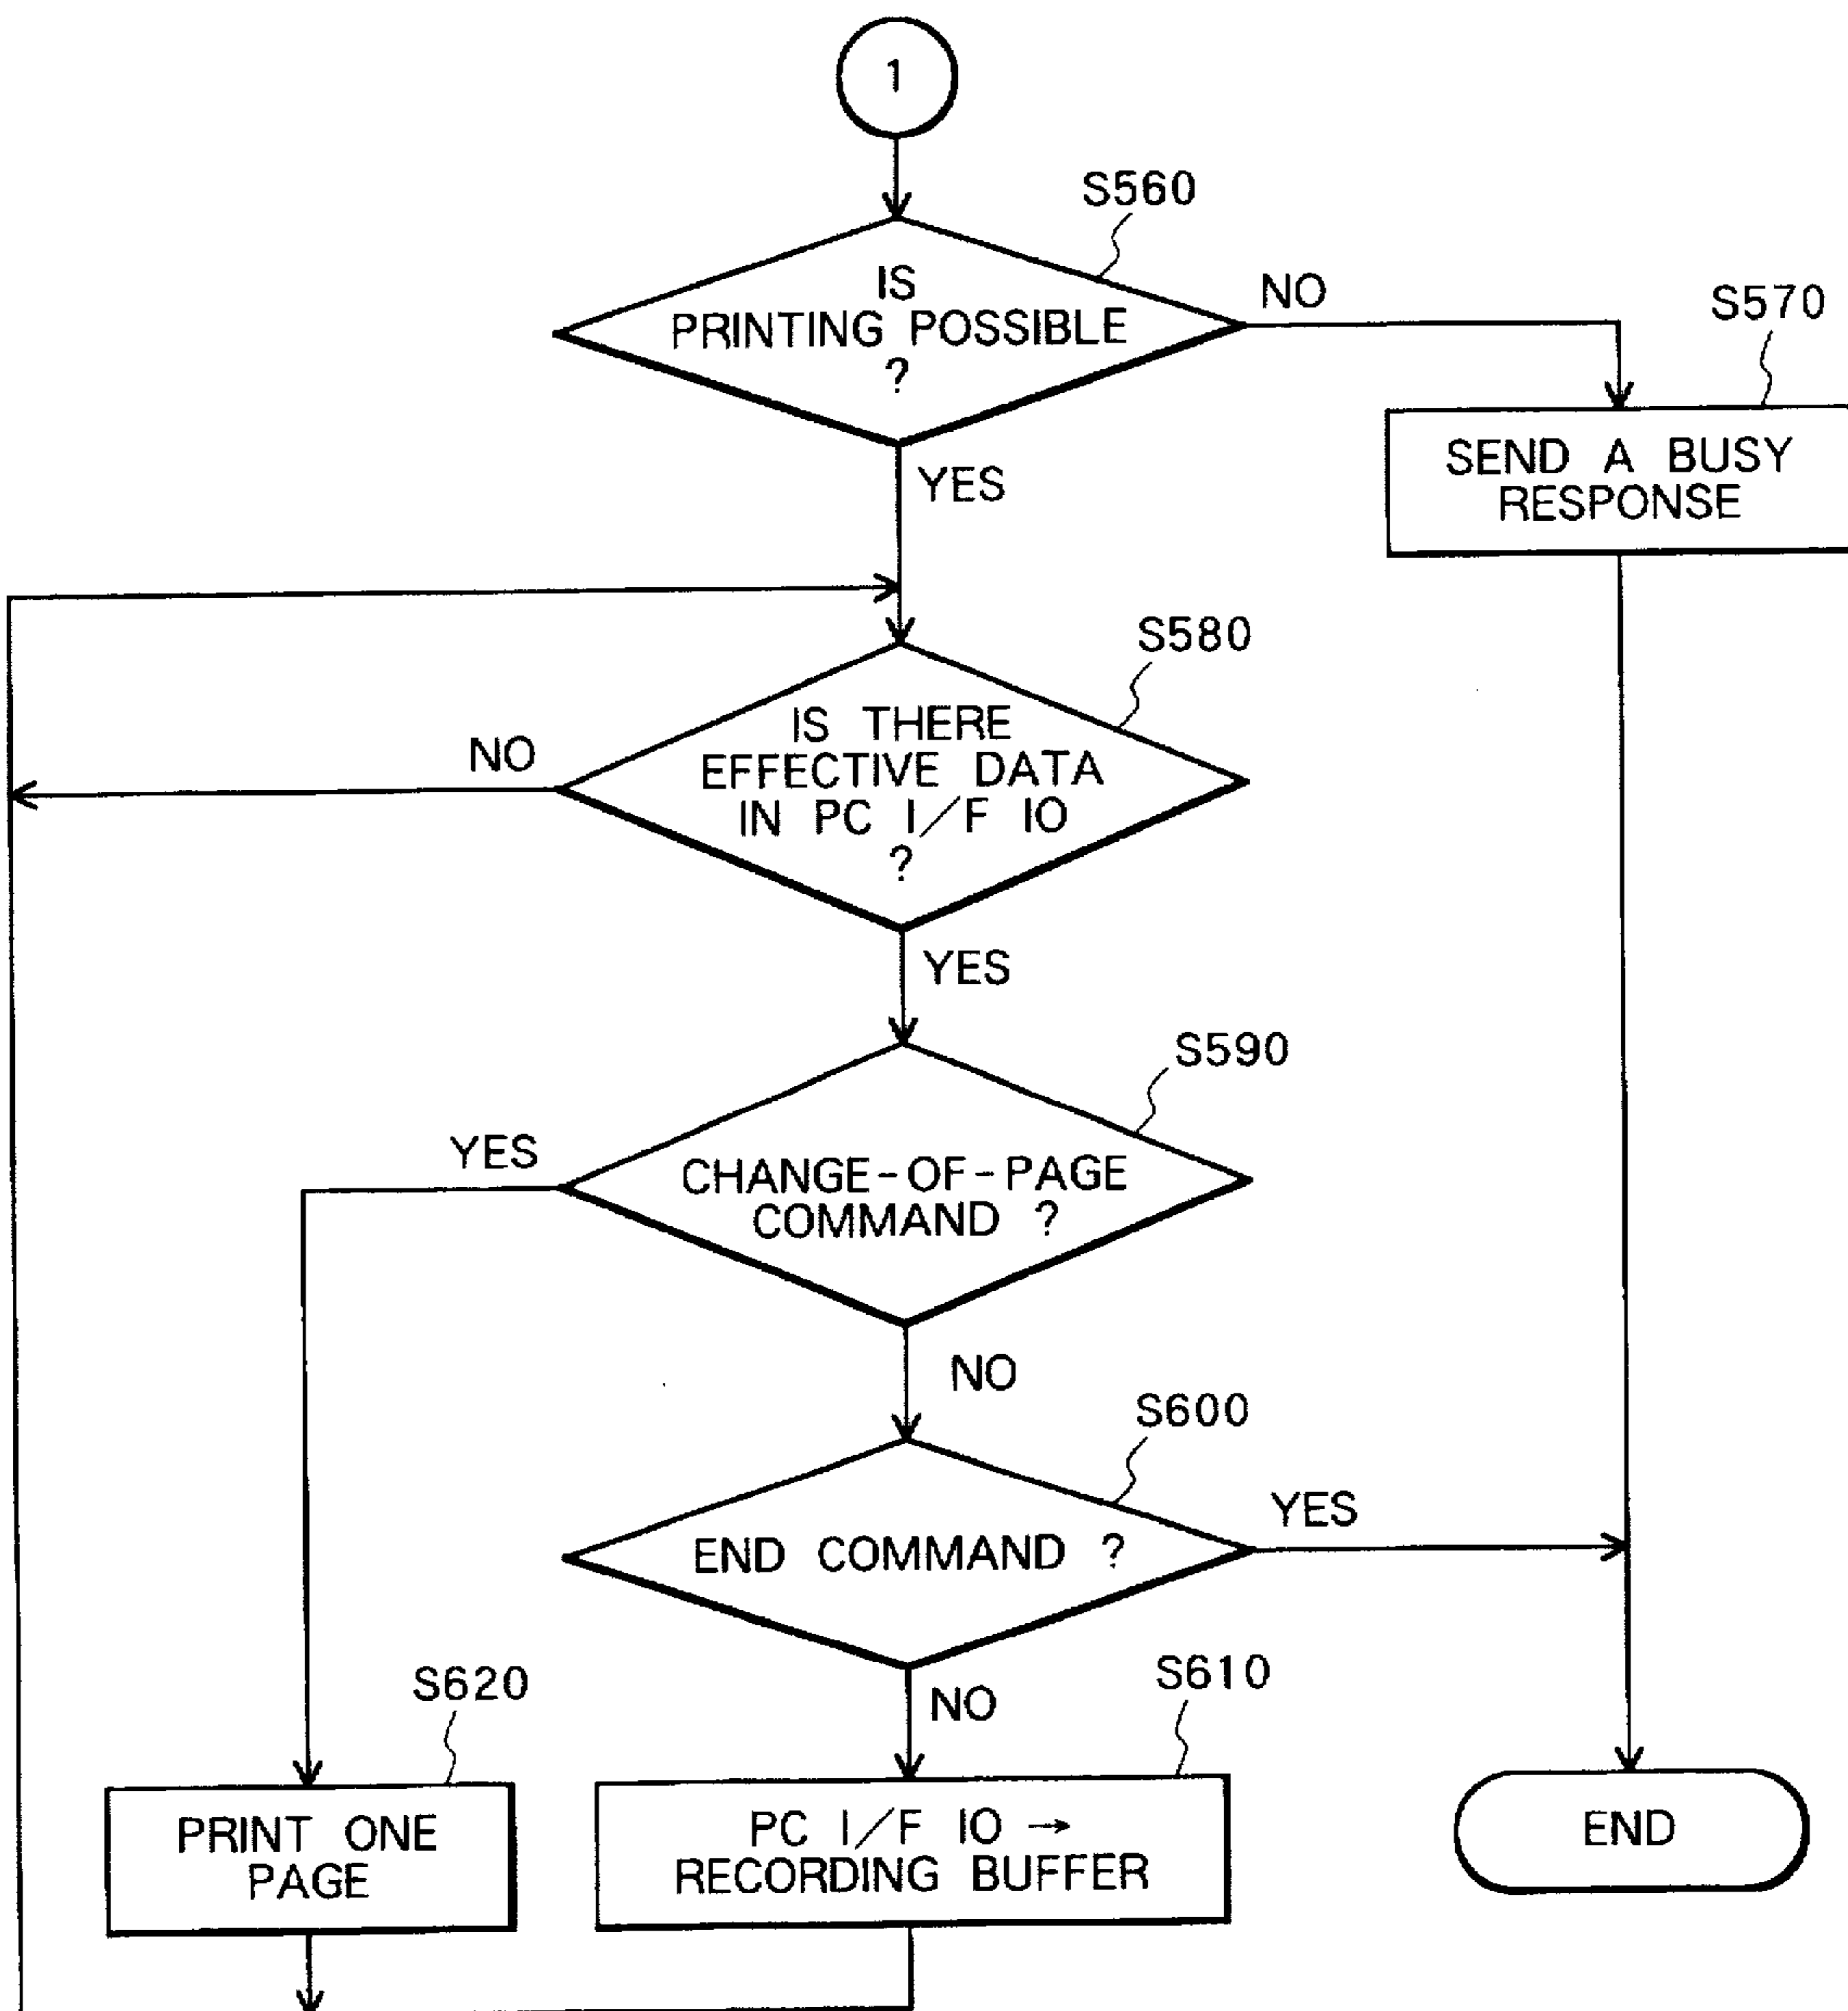 1
S560
IS
PRINTING POSSIBLE
?
NO
S570
SEND A BUSY
RESPONSE
YES
S580
IS THERE
EFFECTIVE DATA
IN PC I/F IO
?
NO
YES
S590
CHANGE-OF-PAGE
COMMAND ?
YES
NO
S600
END COMMAND ?
YES
NO
S620
PRINT ONE
PAGE
S610
PC I/F IO →
RECORDING BUFFER
END